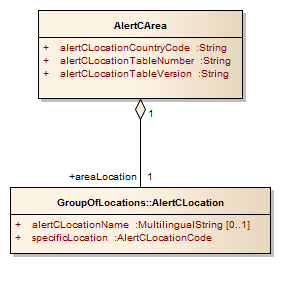 AlertCArea
+ alertCLocationCountryCode :String
+ alertCLocationTableNumber :String
+ alertCLocationTableVersion :String
1
+areaLocation 1
GroupOfLocations::AlertCLocation
+ alertCLocationName :MultilingualString [0..1]
+ specificLocation :AlertCLocationCode